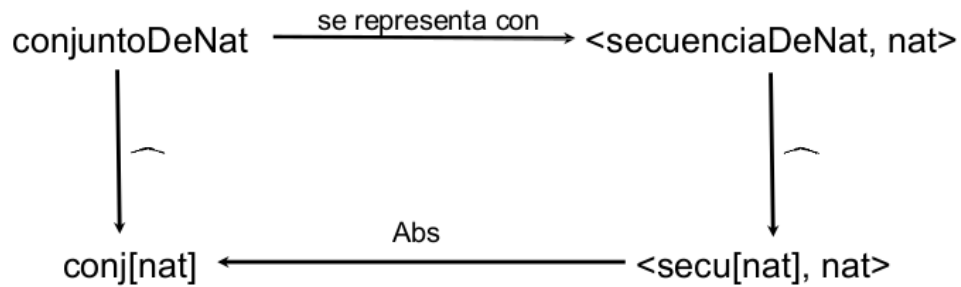 se representa con
conjuntoDeNat
<secuenciaDeNat, nat>
Abs
conj[nat]
<secu[nat], nat>